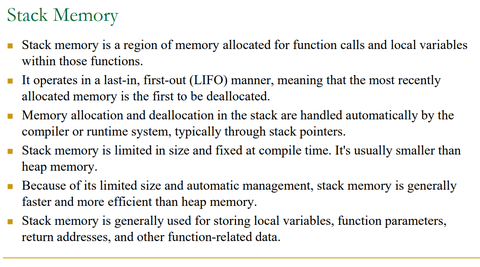 Stack Memory
Stack memory is a region of memory allocated for function calls and local variables
within those functions.
It operates in a last-in, first-out (LIFO) manner, meaning that the most recently
allocated memory is the first to be deallocated.
Memory allocation and deallocation in the stack are handled automatically by the
compiler or runtime system, typically through stack pointers.
Stack memory is limited in size and fixed at compile time. It's usually smaller than
heap memory.
Because of its limited size and automatic management, stack memory is generally
faster and more efficient than heap memory.
Stack memory is generally used for storing local variables, function parameters,
return addresses, and other function-related data.